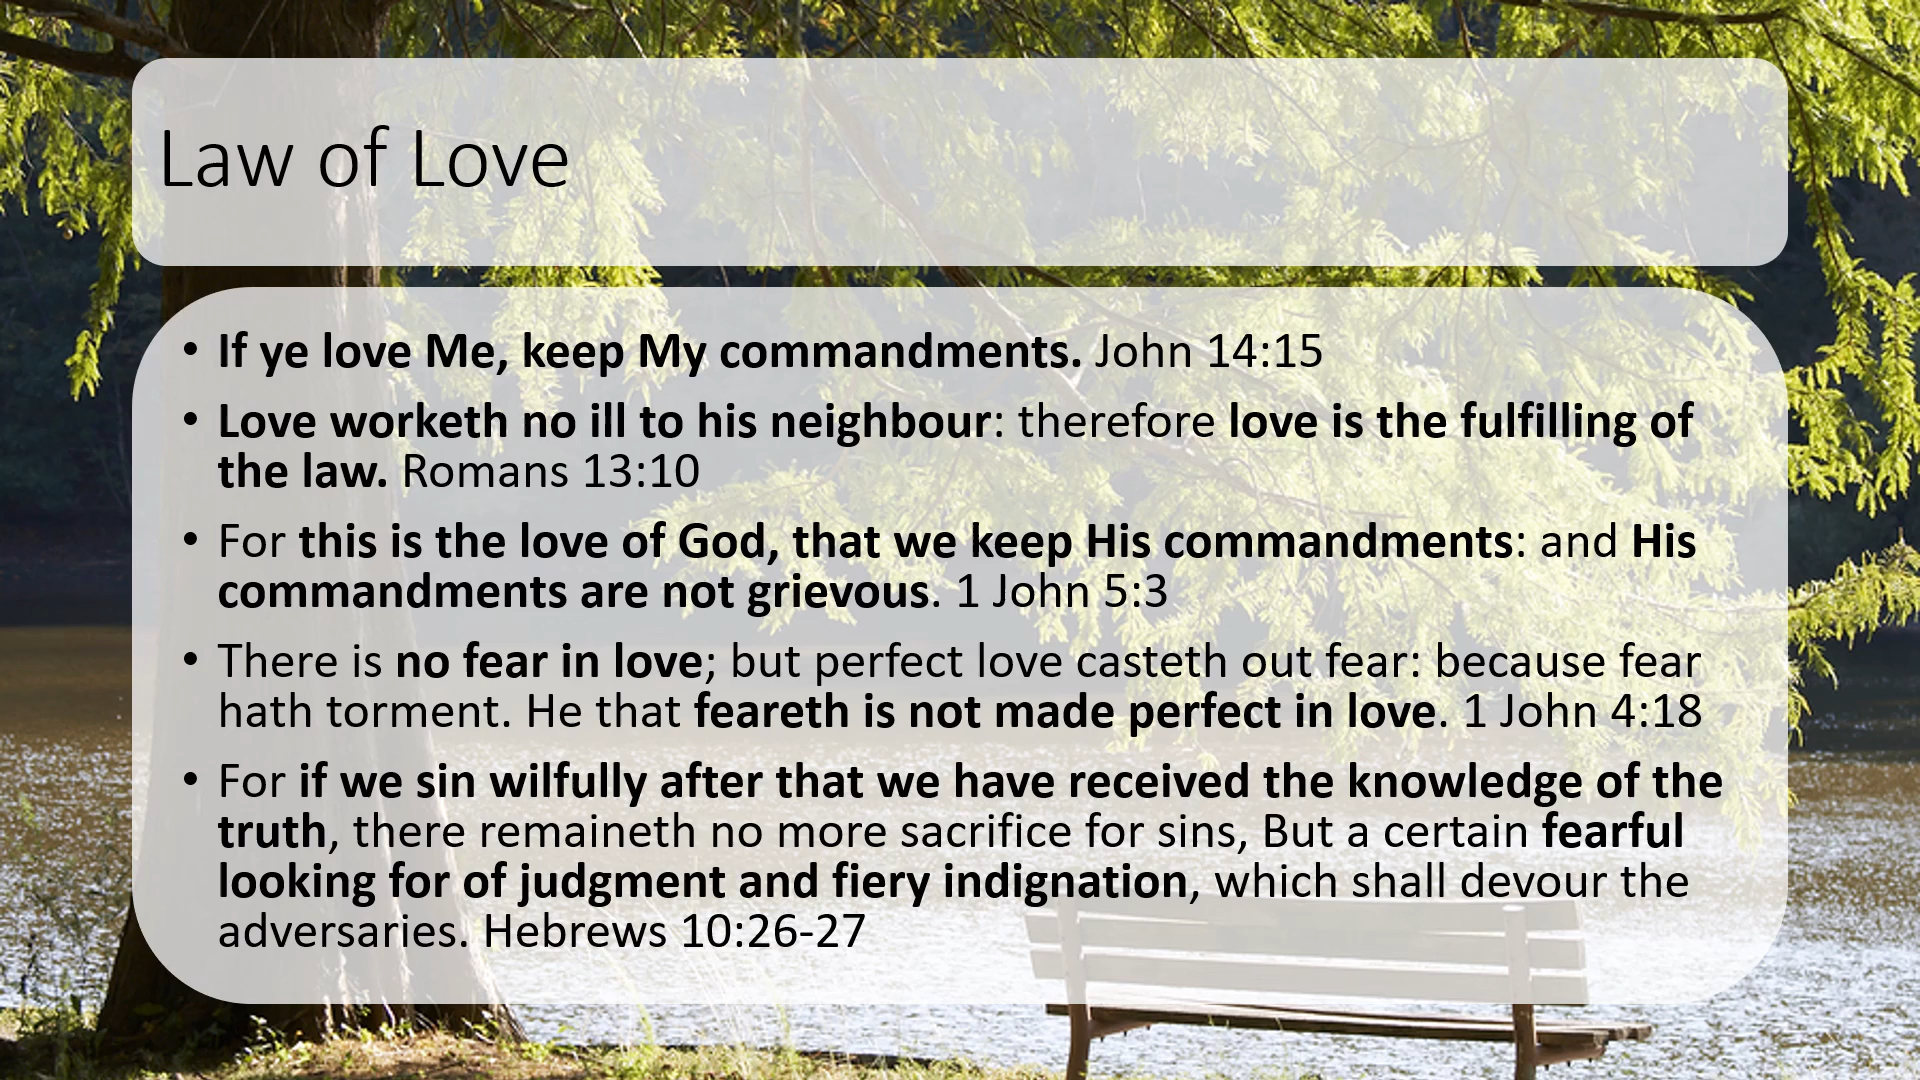 Law of Love
• If ye love Me, keep My commandments. John 14:15
• Love worketh no ill to his neighbour: therefore love is the fulfilling of
the law. Romans 13:10
• For this is the love of God, that we keep His commandments: and His
commandments are not grievous. 1 John 5:3
• There is no fear in love; but perfect love casteth out fear: because fear
hath torment. He that feareth is not made perfect in love. 1 John 4:18
• For if we sin wilfully after that we have received the knowledge of the
truth, there remaineth no more sacrifice for sins, But a certain fearful
looking for of judgment and fiery indignation, which shall devour the
adversaries. Hebrews 10:26-27